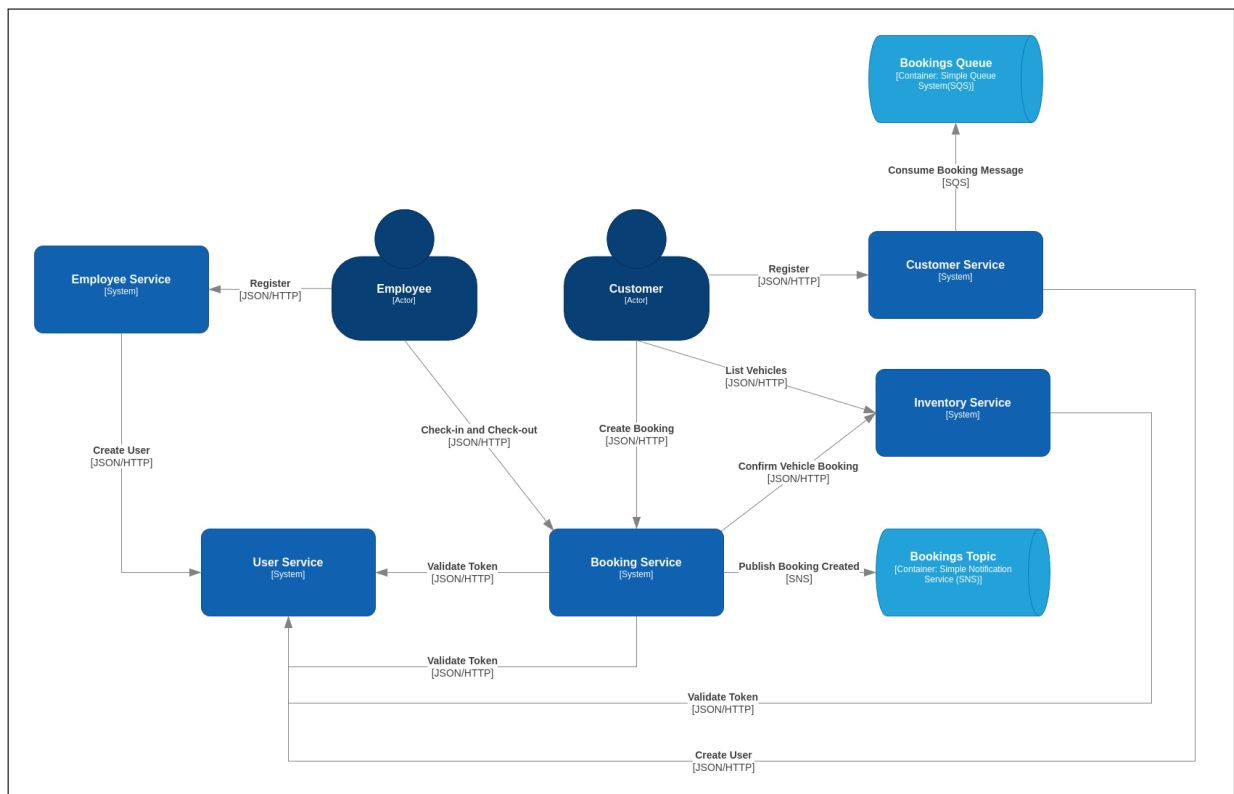 Bookings Queue
[Container: Simple Queue
System(SQS)]
Consume Booking Message
[SQS]
Employee Service
[System]
Register
[JSON/HTTP]
Employee
[Actor]
Customer
[Actor]
Register
[JSON/HTTP]
Customer Service
[System]
List Vehicles
[JSON/HTTP]
Inventory Service
[System]
Create User
[JSON/HTTP]
Check-in and Check-out
[JSON/HTTP]
Create Booking
[JSON/HTTP]
Confirm Vehicle Booking
[JSON/HTTP]
User Service
[System]
Validate Token
[JSON/HTTP]
Booking Service
[System]
Publish Booking Created
[SNS]
Bookings Topic
[Container: Simple Notification
Service (SNS)]
Validate Token
[JSON/HTTP]
Validate Token
[JSON/HTTP]
Create User
[JSON/HTTP]